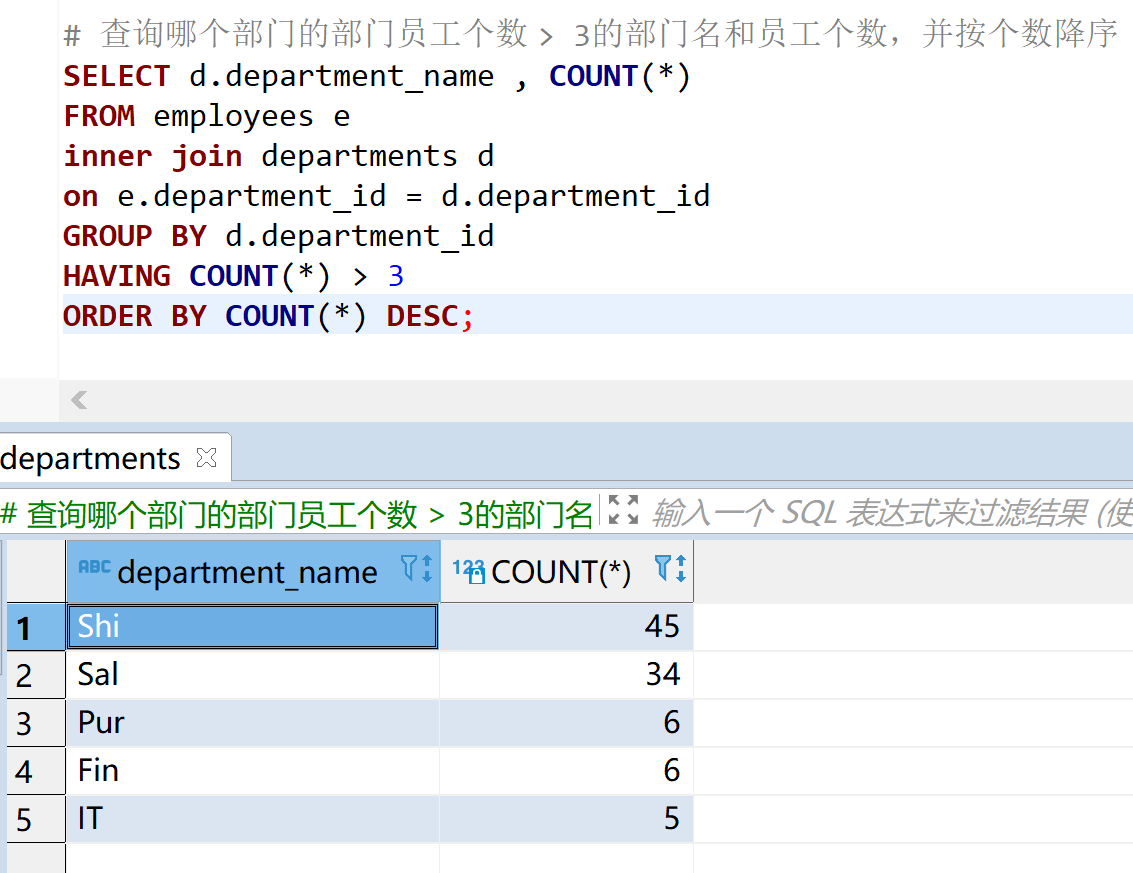 # 查询哪个部门的部门员工个数 > 3的部门名和员工个数，并按个数降序
SELECT d.department_name , COUNT(*)
FROM employees e
inner join departments d
on e.department_id = d.department_id
GROUP BY d.department_id
HAVING COUNT(*) > 3
ORDER BY COUNT(*) DESC;
departments
# 查询哪个部门的部门员工个数 > 3的部门名 输入一个 SQL 表达式来过滤结果 (使
ABC department_name 123 COUNT(*)
1 Shi 45
2 Sal 34
3 Pur 6
4 Fin 6
5 IT 5